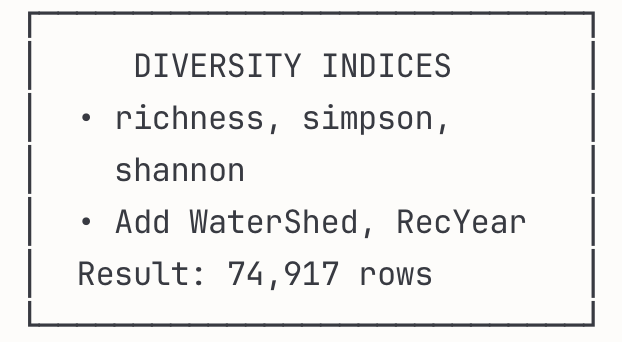 DIVERSITY INDICES
• richness, simpson,
shannon
• Add WaterShed, RecYear
Result: 74,917 rows